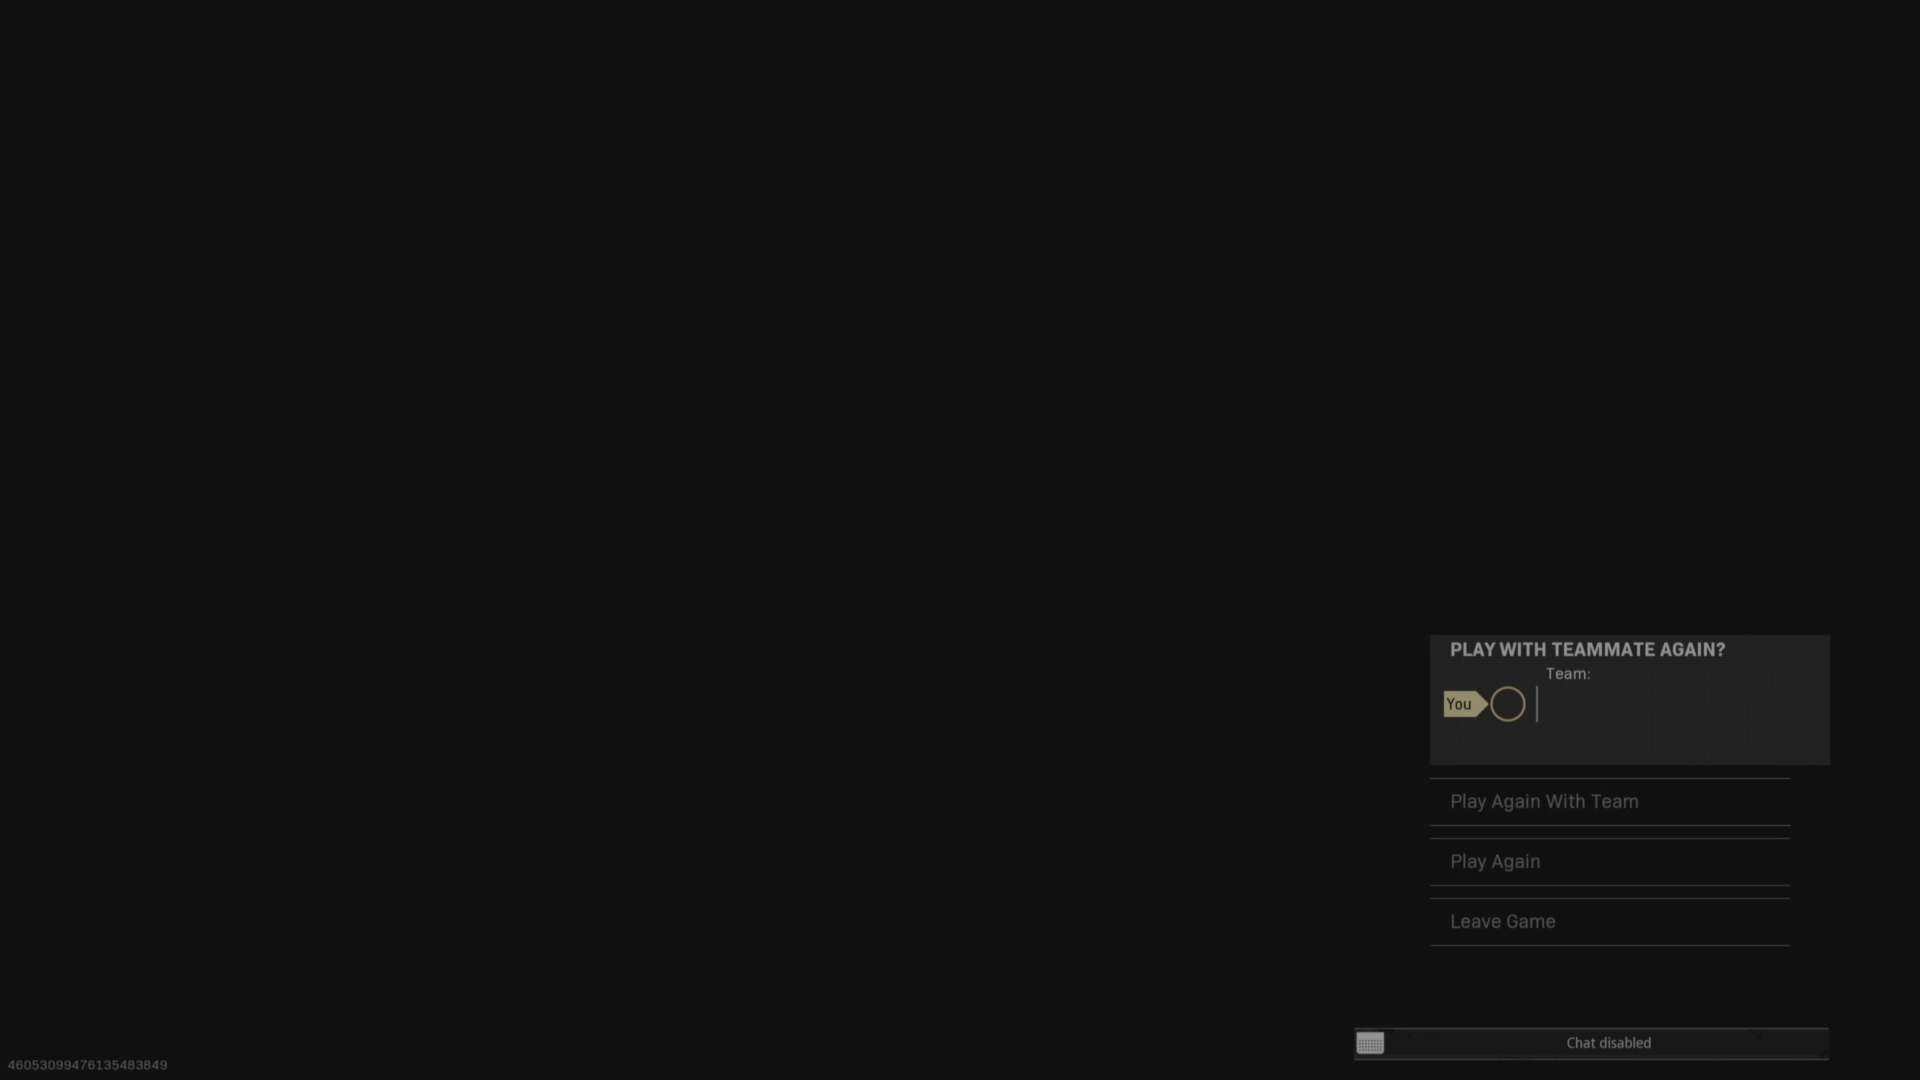 PLAY WITH TEAMMATE AGAIN?
Team:
You
Play Again With Team
Play Again
Leave Game
Chat disabled
46053099476135483849